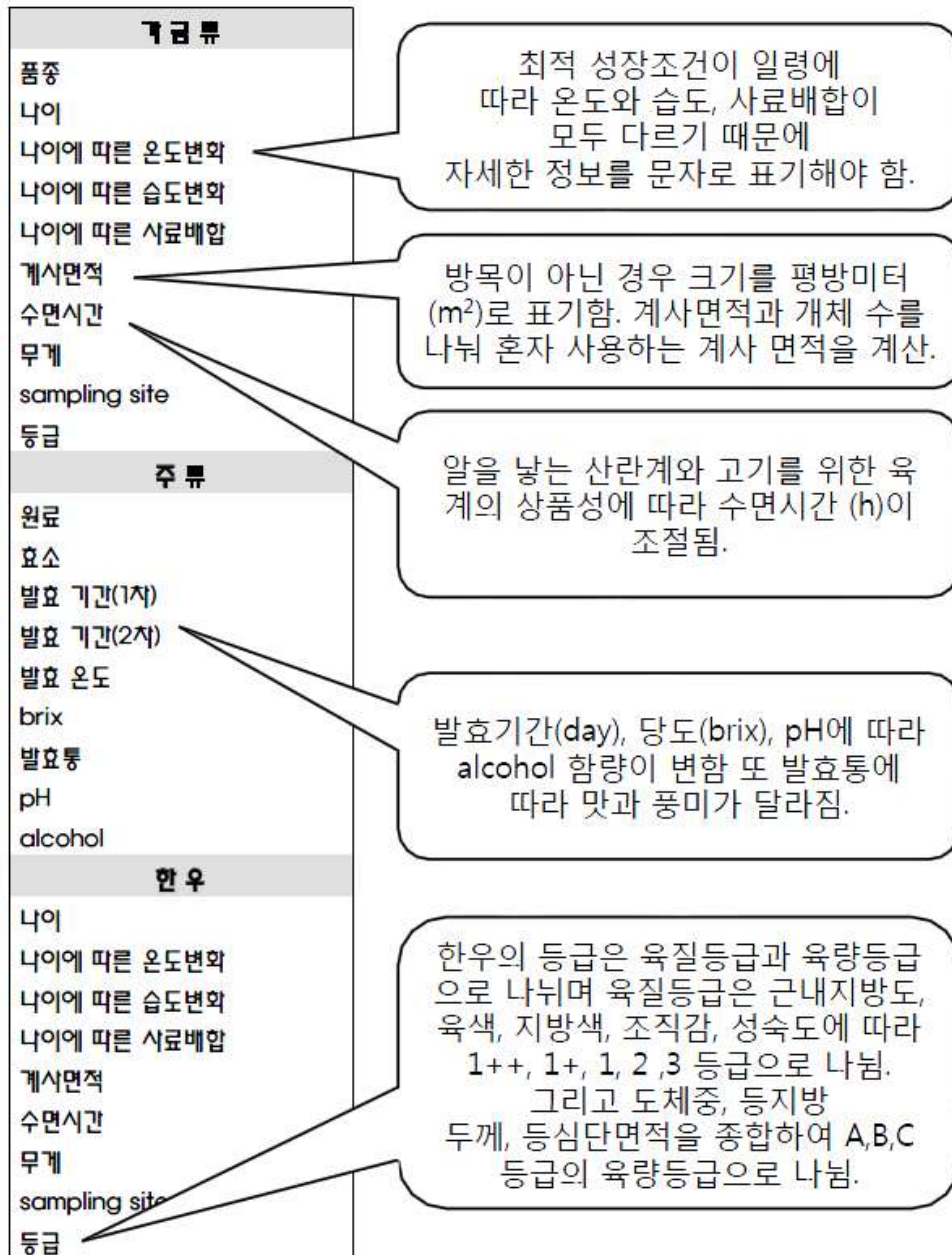 가 금 류
품종
나이
나이에 따른 온도변화
나이에 따른 습도변화
나이에 따른 사료배합
계사면적
수면시간
무게
sampling site
등급
최적 성장조건이 일령에
따라 온도와 습도, 사료배합이
모두 다르기 때문에
자세한 정보를 문자로 표기해야 함.
방목이 아닌 경우 크기를 평방미터
(m²)로 표기함. 계사면적과 개체 수를
나눠 혼자 사용하는 계사 면적을 계산.
알을 낳는 산란계와 고기를 위한 육
계의 상품성에 따라 수면시간 (h)이
조절됨.
주 류
원료
효소
발효 기간(1차)
발효 기간(2차)
발효 온도
brix
발효통
pH
alcohol
발효기간(day), 당도(brix), pH에 따라
alcohol 함량이 변함 또 발효통에
따라 맛과 풍미가 달라짐.
한 우
나이
나이에 따른 온도변화
나이에 따른 습도변화
나이에 따른 사료배합
계사면적
수면시간
무게
sampling site
등급
한우의 등급은 육질등급과 육량등급
으로 나뉘며 육질등급은 근내지방도,
육색, 지방색, 조직감, 성숙도에 따라
1++, 1+, 1, 2 ,3 등급으로 나뉨.
그리고 도체중, 등지방
두께, 등심단면적을 종합하여 A,B,C
등급의 육량등급으로 나뉨.